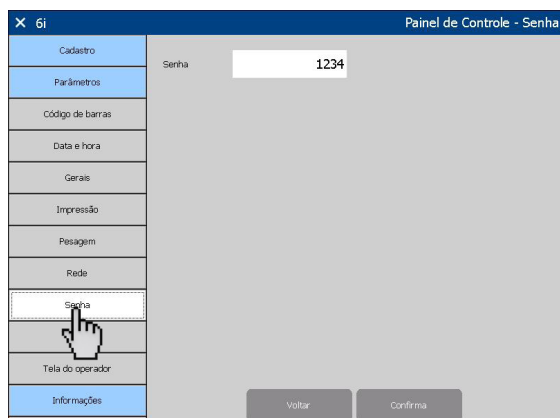 6i
Painel de Controle - Senha
Cadastro
Parâmetros
Código de barras
Data e hora
Gerais
Impressão
Pesagem
Rede
Senha
Tela do operador
Informações
Senha
1234
Voltar
Confirma